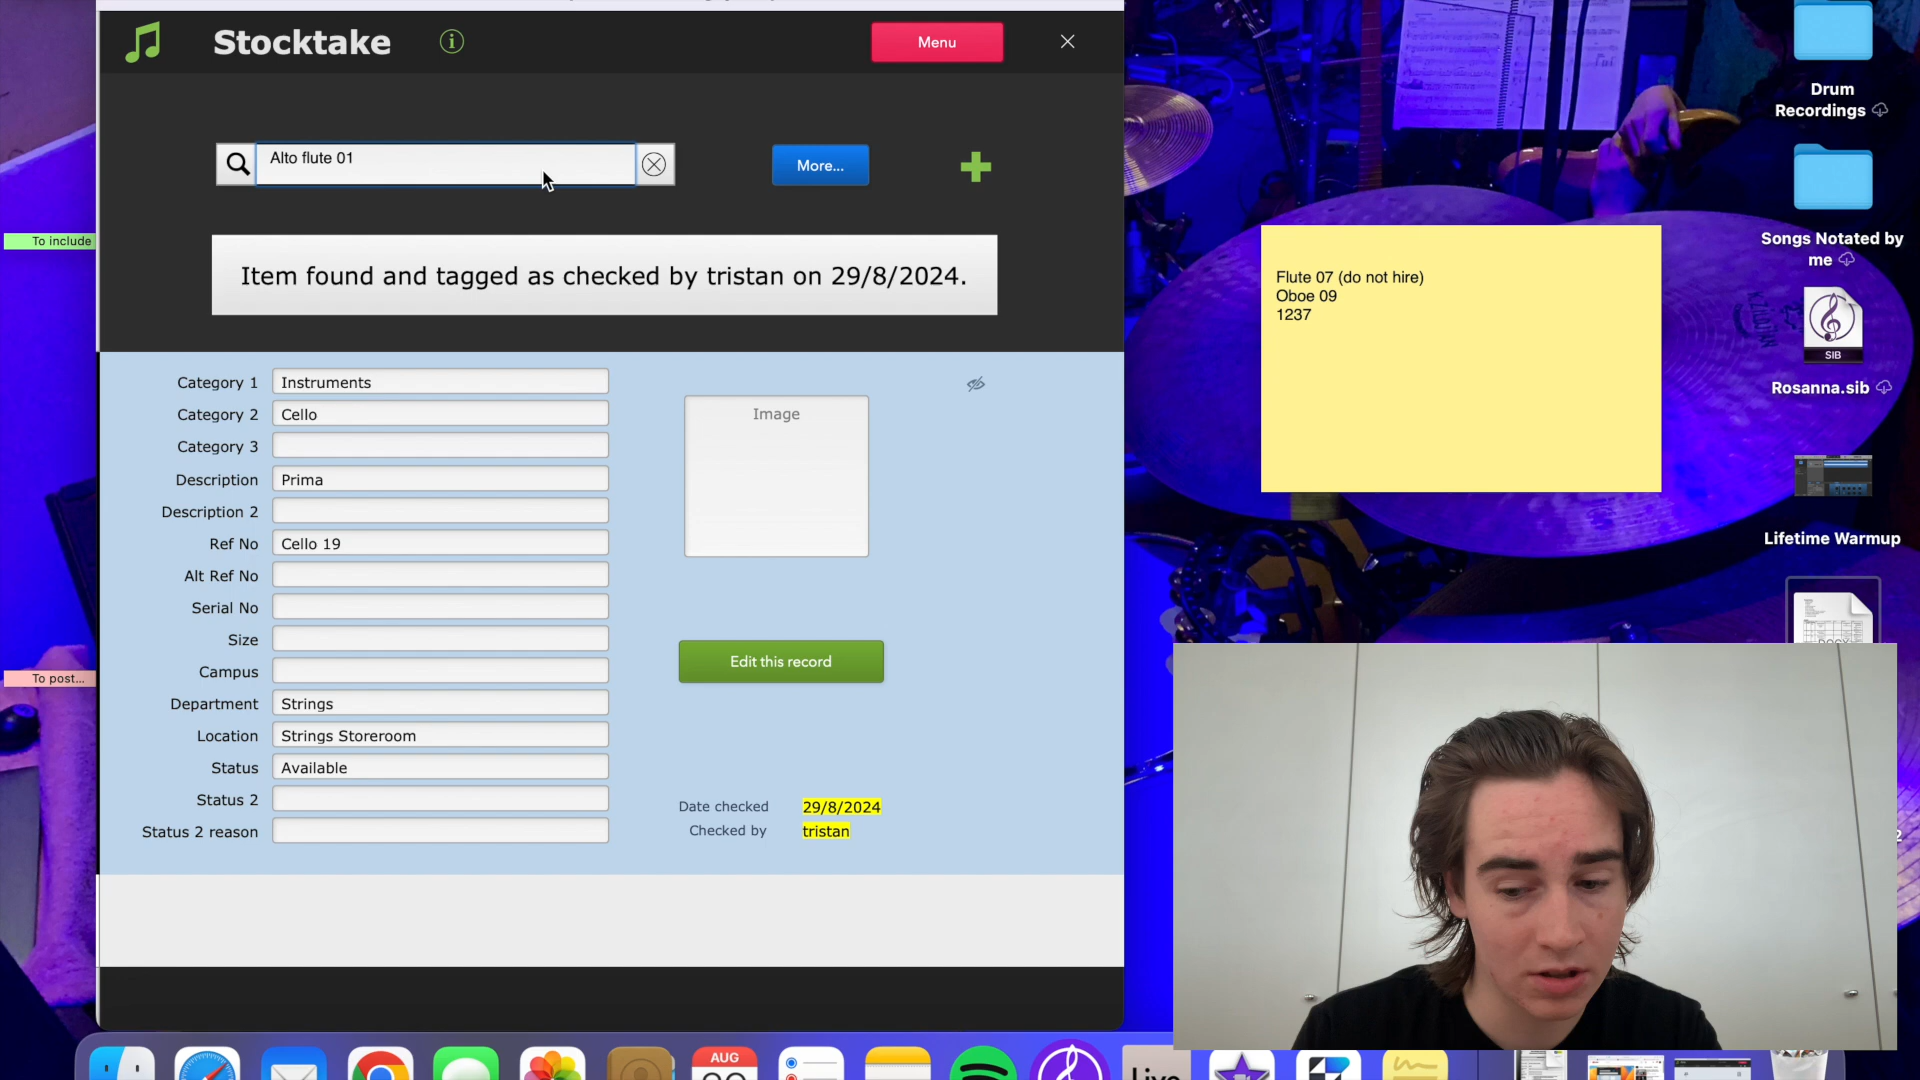 Stocktake
Menu
Alto flute 01
More...
Item found and tagged as checked by tristan on 29/8/2024.
To include
To post...
Category 1 Instruments
Category 2 Cello
Category 3
Description Prima
Description 2
Ref No Cello 19
Alt Ref No
Serial No
Size
Campus
Department Strings
Location Strings Storeroom
Status Available
Status 2
Status 2 reason
Image
Edit this record
Date checked 29/8/2024
Checked by tristan
Flute 07 (do not hire)
Oboe 09
1237
Drum
Recordings
Songs Notated by
me
SIB
Rosanna.sib
Lifetime Warmup
AUG
Live